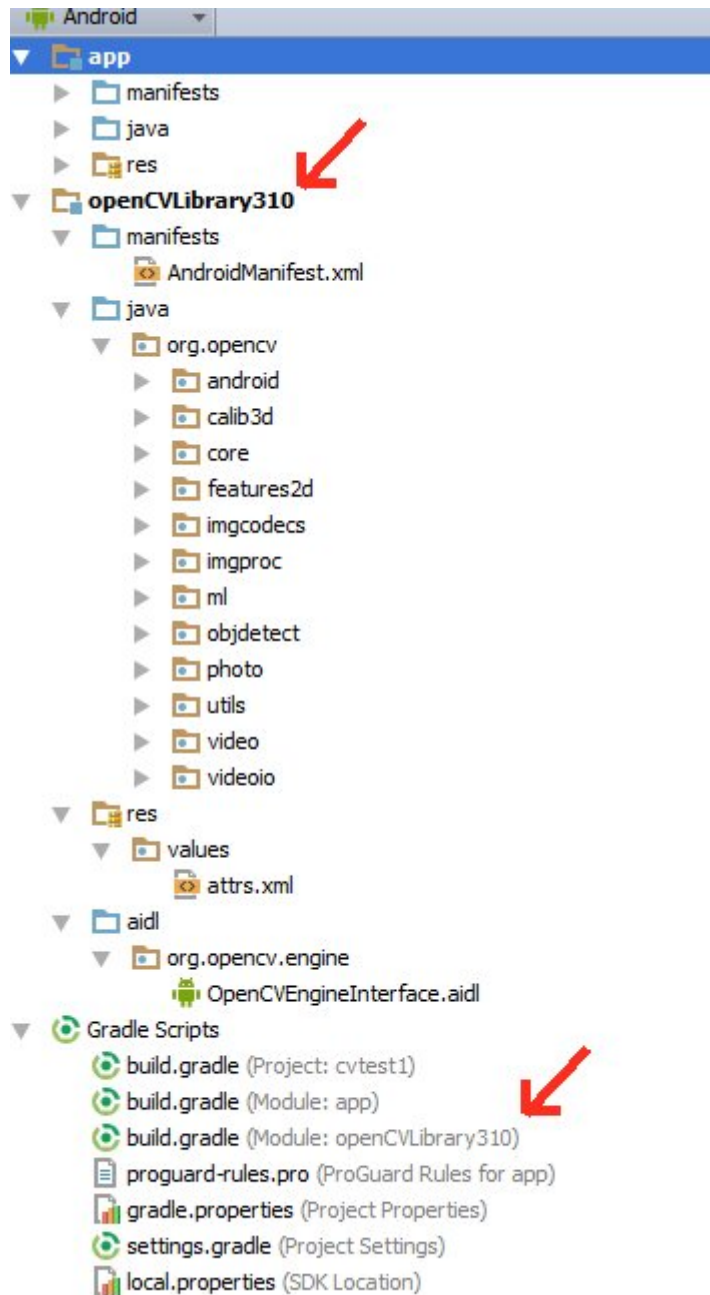 Android
app
manifests
java
res
openCVLibrary310
manifests
AndroidManifest.xml
java
org.opencv
android
calib3d
core
features2d
imgcodecs
imgproc
ml
objdetect
photo
utils
video
videoio
res
values
attrs.xml
aidl
org.opencv.engine
OpenCVEngineInterface.aidl
Gradle Scripts
build.gradle (Project: cvtest1)
build.gradle (Module: app)
build.gradle (Module: openCVLibrary310)
proguard-rules.pro (ProGuard Rules for app)
gradle.properties (Project Properties)
settings.gradle (Project Settings)
local.properties (SDK Location)